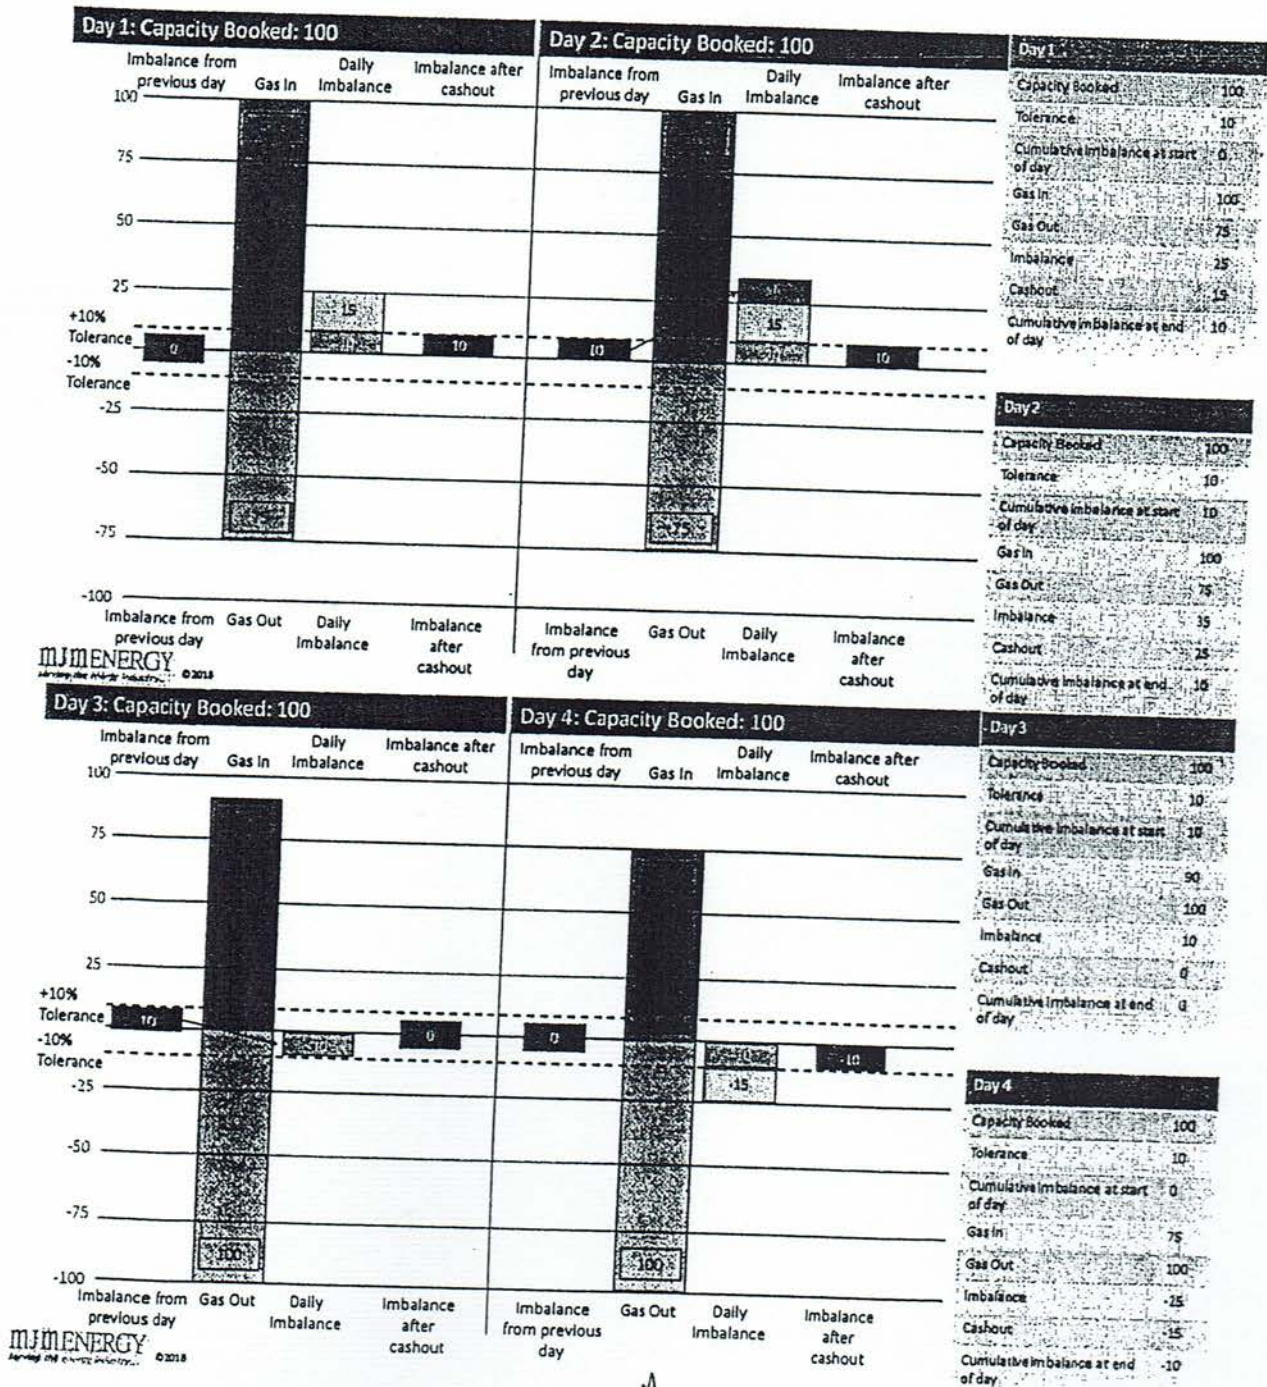 Day 1: Capacity Booked: 100
Day 2: Capacity Booked: 100
Imbalance from previous day
Gas In
Daily Imbalance
Imbalance after cashout
Imbalance from previous day
Gas In
Daily Imbalance
Imbalance after cashout
100
75
50
25
+10% Tolerance
-10% Tolerance
-25
-50
-75
-100
0
15
10
10
15
10
Imbalance from previous day
Gas Out
Daily Imbalance
Imbalance after cashout
Imbalance from previous day
Gas Out
Daily Imbalance
Imbalance after cashout
MJMENERGY
©2018
Day 1
Capacity Booked 100
Tolerance 10
Cumulative imbalance at start of day 0
Gas In 100
Gas Out 75
Imbalance 25
Cashout 15
Cumulative imbalance at end of day 10
Day 2
Capacity Booked 100
Tolerance 10
Cumulative imbalance at start of day 10
Gas In 100
Gas Out 75
Imbalance 35
Cashout 25
Cumulative imbalance at end of day 10
Day 3: Capacity Booked: 100
Day 4: Capacity Booked: 100
Imbalance from previous day
Gas In
Daily Imbalance
Imbalance after cashout
Imbalance from previous day
Gas In
Daily Imbalance
Imbalance after cashout
100
75
50
25
+10% Tolerance
-10% Tolerance
-25
-50
-75
-100
10
100
0
0
100
-15
-10
Imbalance from previous day
Gas Out
Daily Imbalance
Imbalance after cashout
Imbalance from previous day
Gas Out
Daily Imbalance
Imbalance after cashout
MJMENERGY
©2018
Day 3
Capacity Booked 100
Tolerance 10
Cumulative imbalance at start of day 10
Gas In 90
Gas Out 100
Imbalance 10
Cashout 0
Cumulative imbalance at end of day 0
Day 4
Capacity Booked 100
Tolerance 10
Cumulative imbalance at start of day 0
Gas In 75
Gas Out 100
Imbalance -25
Cashout -15
Cumulative imbalance at end of day -10